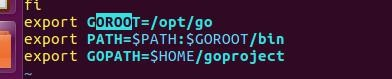 fi
export GOROOT=/opt/go
export PATH=$PATH:$GOROOT/bin
export GOPATH=$HOME/goproject
~